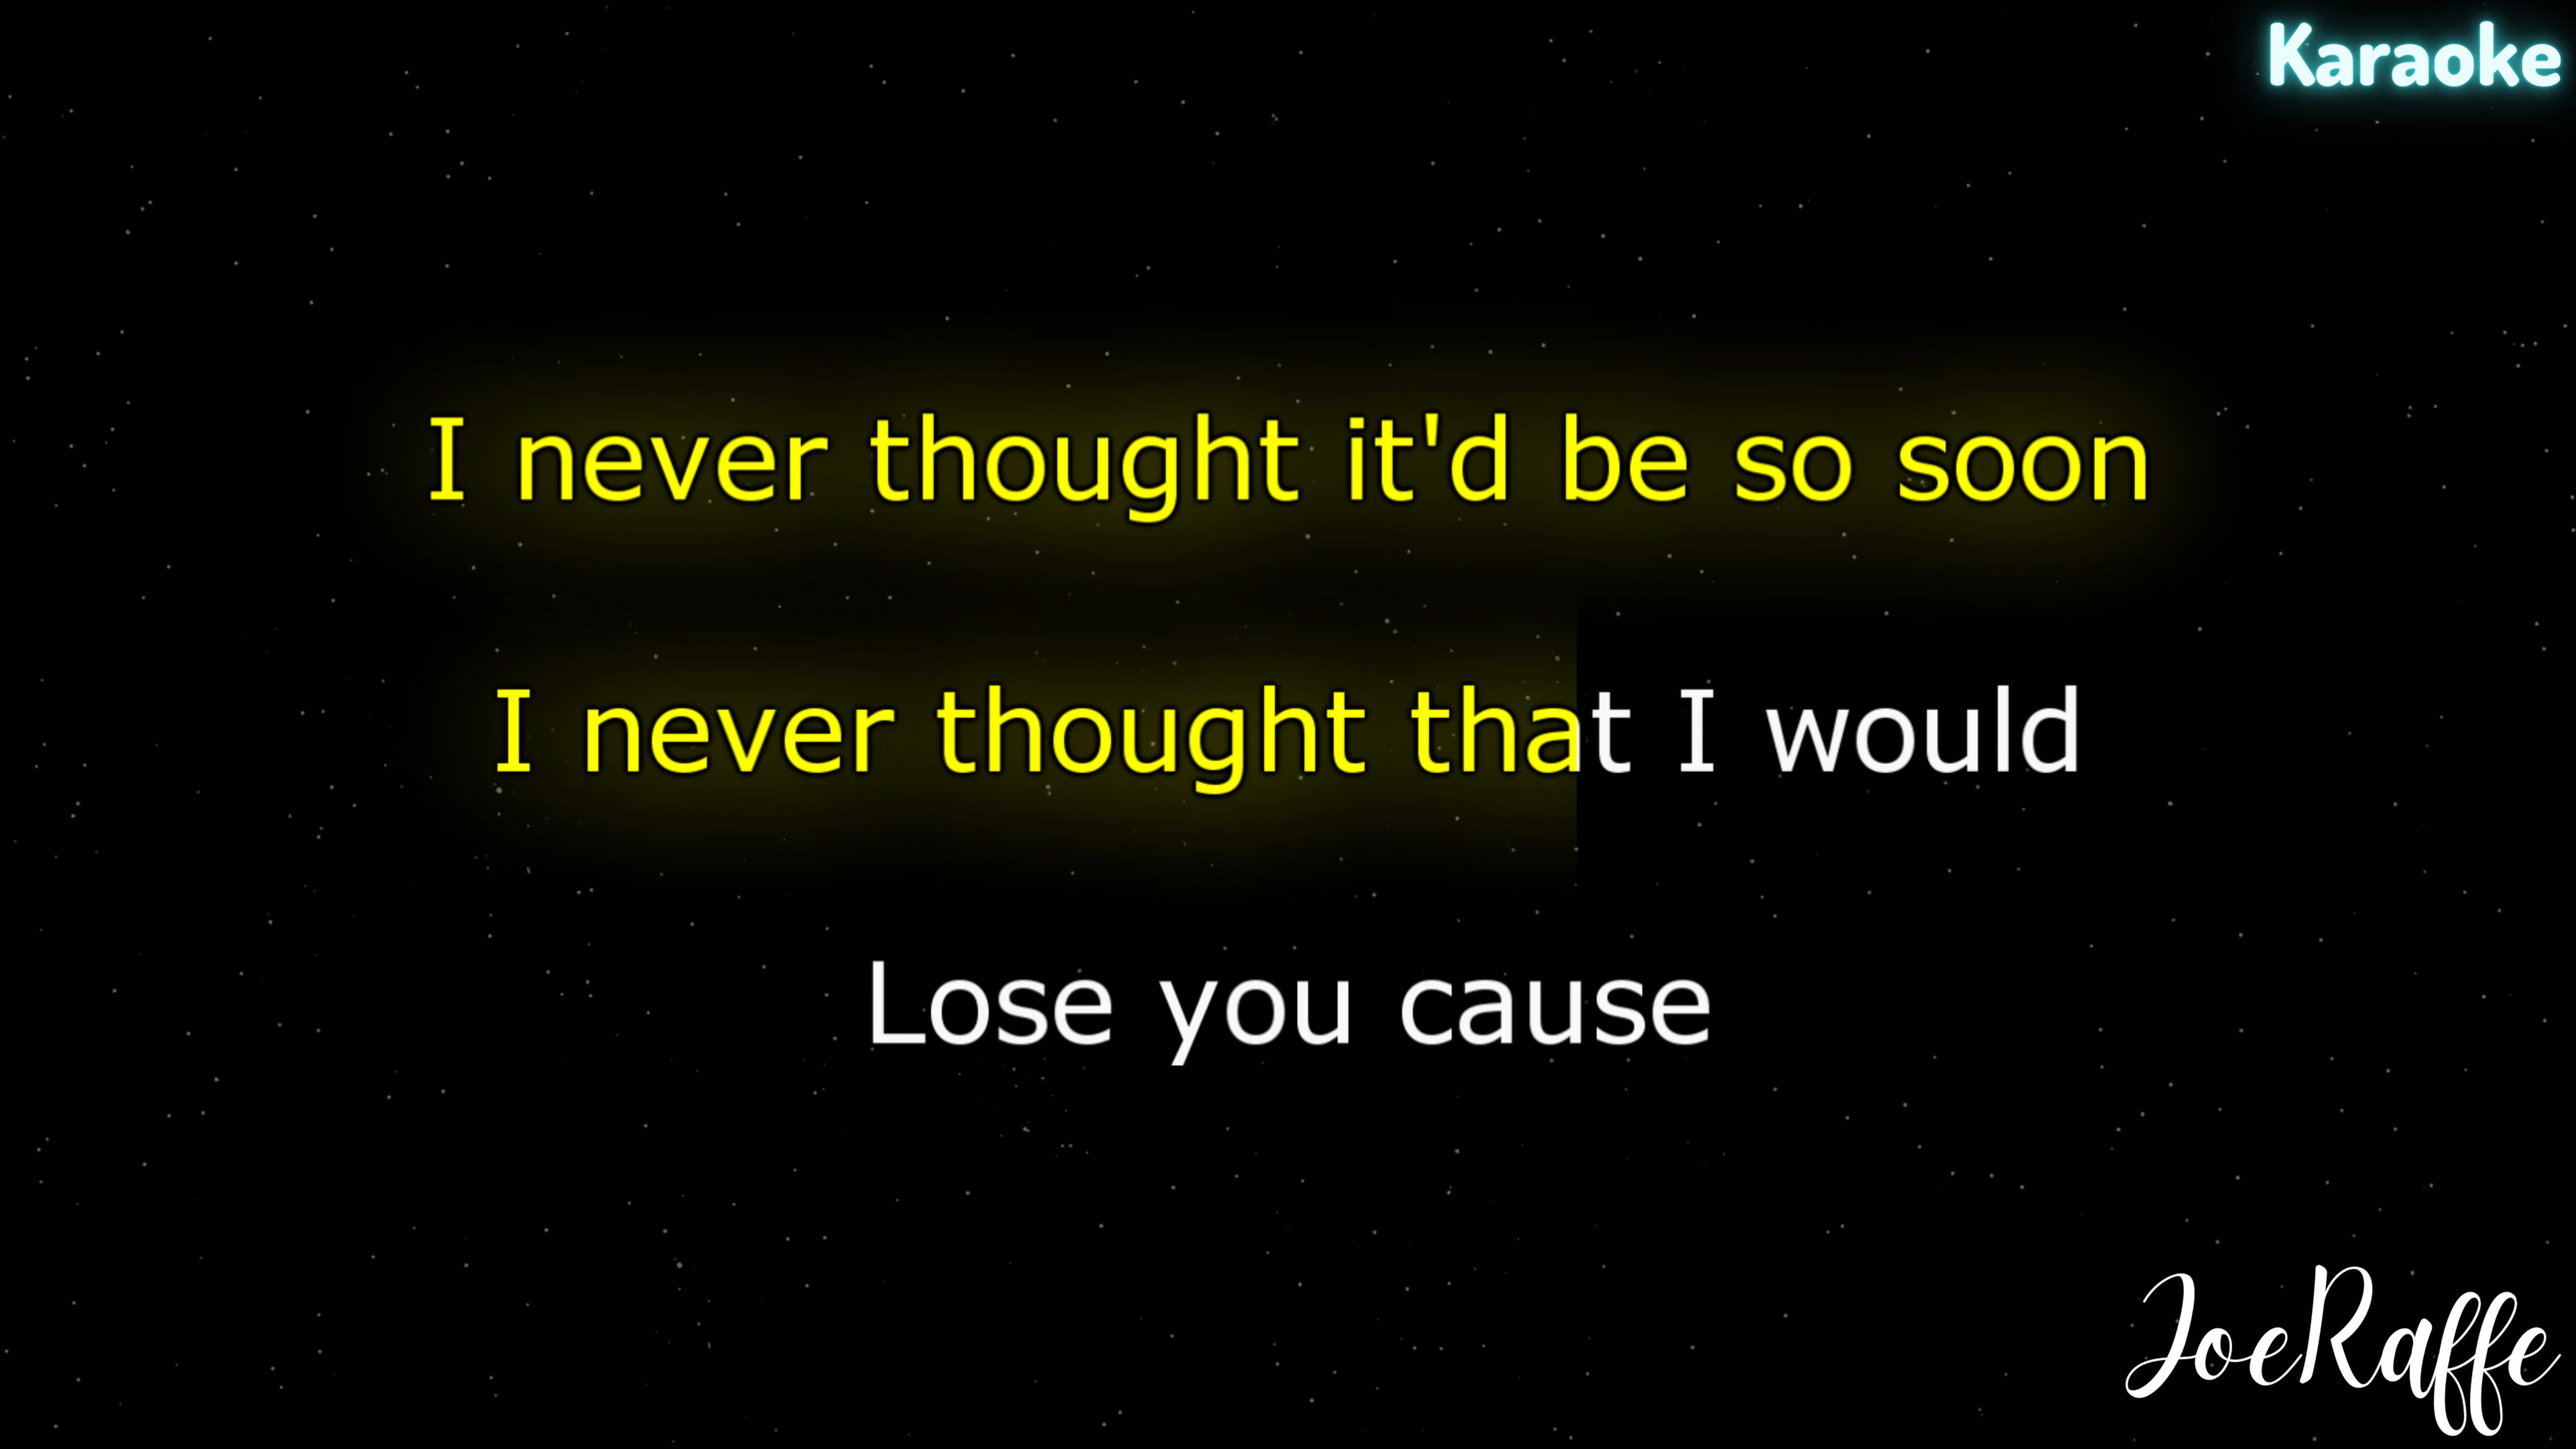 Karaoke
I never thought it'd be so soon
I never thought that I would
Lose you cause
JoeRaffe